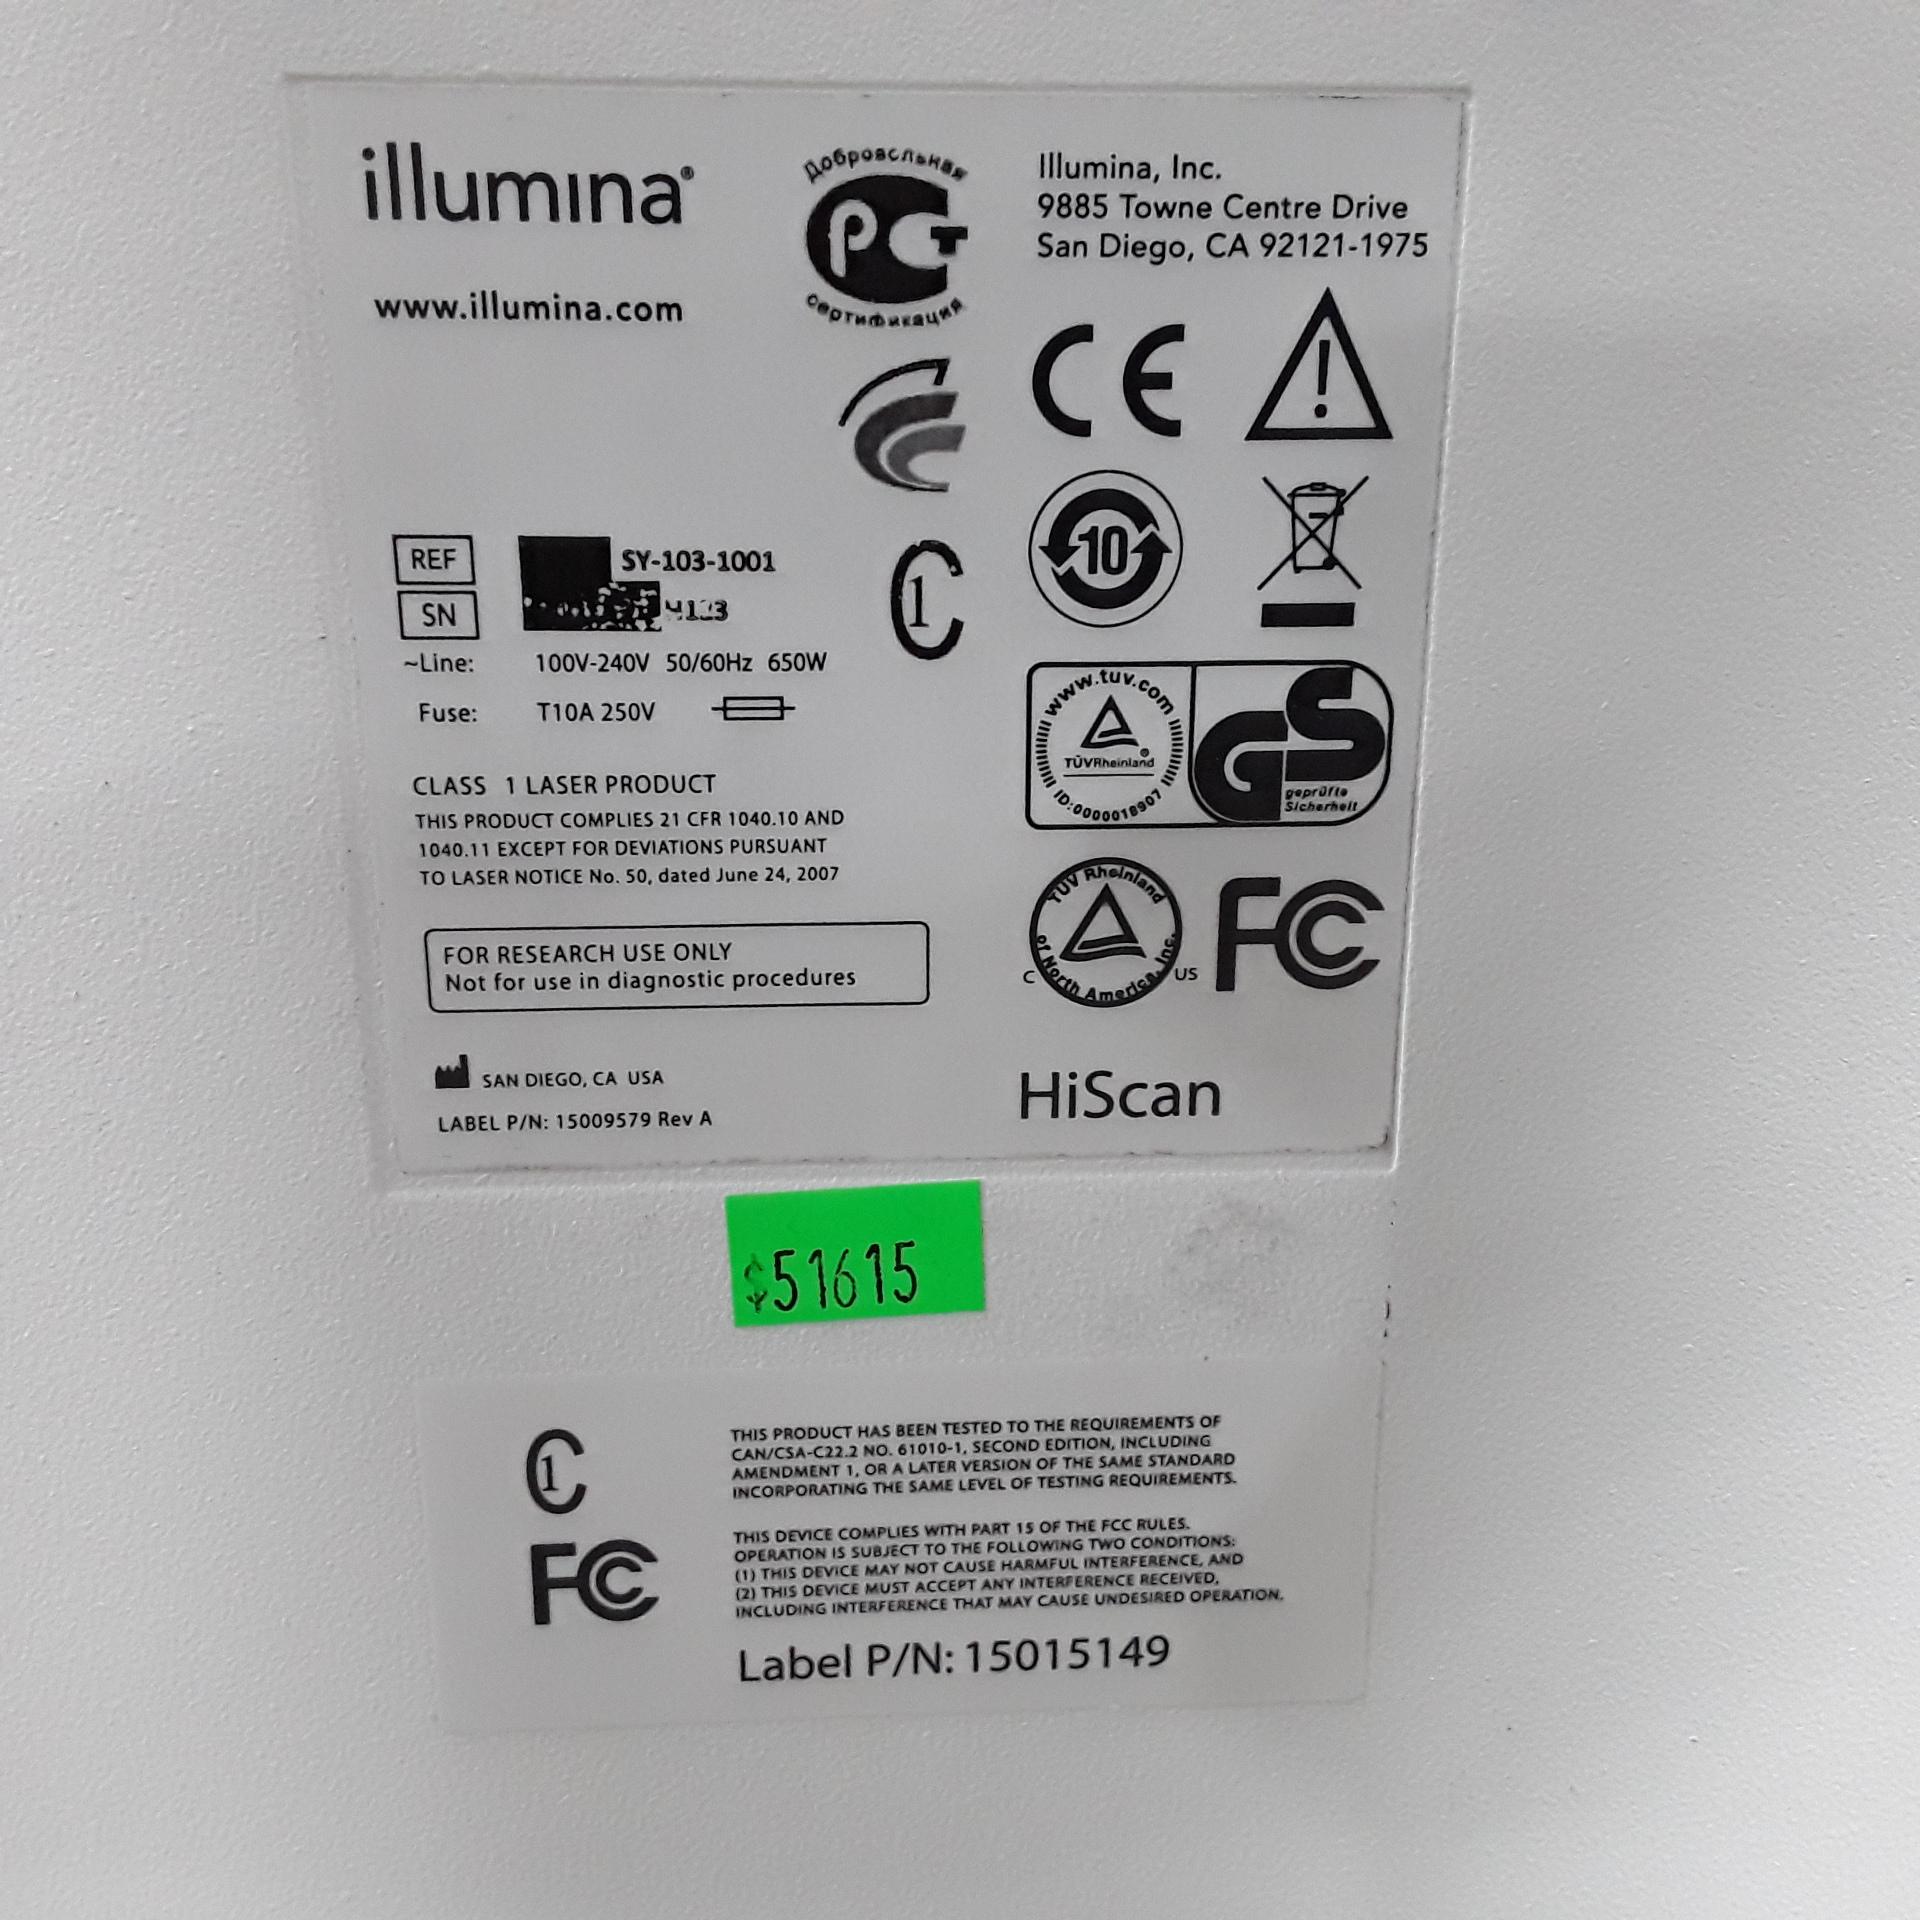 illumina®
www.illumina.com
Добровольная
РСТ
сертификация
Illumina, Inc.
9885 Towne Centre Drive
San Diego, CA 92121-1975
CE
!
10
REF SY-103-1001
SN
C1
~Line: 100V-240V 50/60Hz 650W
Fuse: T10A 250V
www.tuv.com
TÜVRheinland®
ID:0000018907
GS
geprüfte
Sicherheit
CLASS 1 LASER PRODUCT
THIS PRODUCT COMPLIES 21 CFR 1040.10 AND
1040.11 EXCEPT FOR DEVIATIONS PURSUANT
TO LASER NOTICE No. 50, dated June 24, 2007
TÜV Rheinland
of North America, Inc.
C US
FC
FOR RESEARCH USE ONLY
Not for use in diagnostic procedures
SAN DIEGO, CA USA
LABEL P/N: 15009579 Rev A
HiScan
$51615
C1
THIS PRODUCT HAS BEEN TESTED TO THE REQUIREMENTS OF
CAN/CSA-C22.2 NO. 61010-1, SECOND EDITION, INCLUDING
AMENDMENT 1, OR A LATER VERSION OF THE SAME STANDARD
INCORPORATING THE SAME LEVEL OF TESTING REQUIREMENTS.
FC
THIS DEVICE COMPLIES WITH PART 15 OF THE FCC RULES.
OPERATION IS SUBJECT TO THE FOLLOWING TWO CONDITIONS:
(1) THIS DEVICE MAY NOT CAUSE HARMFUL INTERFERENCE, AND
(2) THIS DEVICE MUST ACCEPT ANY INTERFERENCE RECEIVED,
INCLUDING INTERFERENCE THAT MAY CAUSE UNDESIRED OPERATION.
Label P/N: 15015149